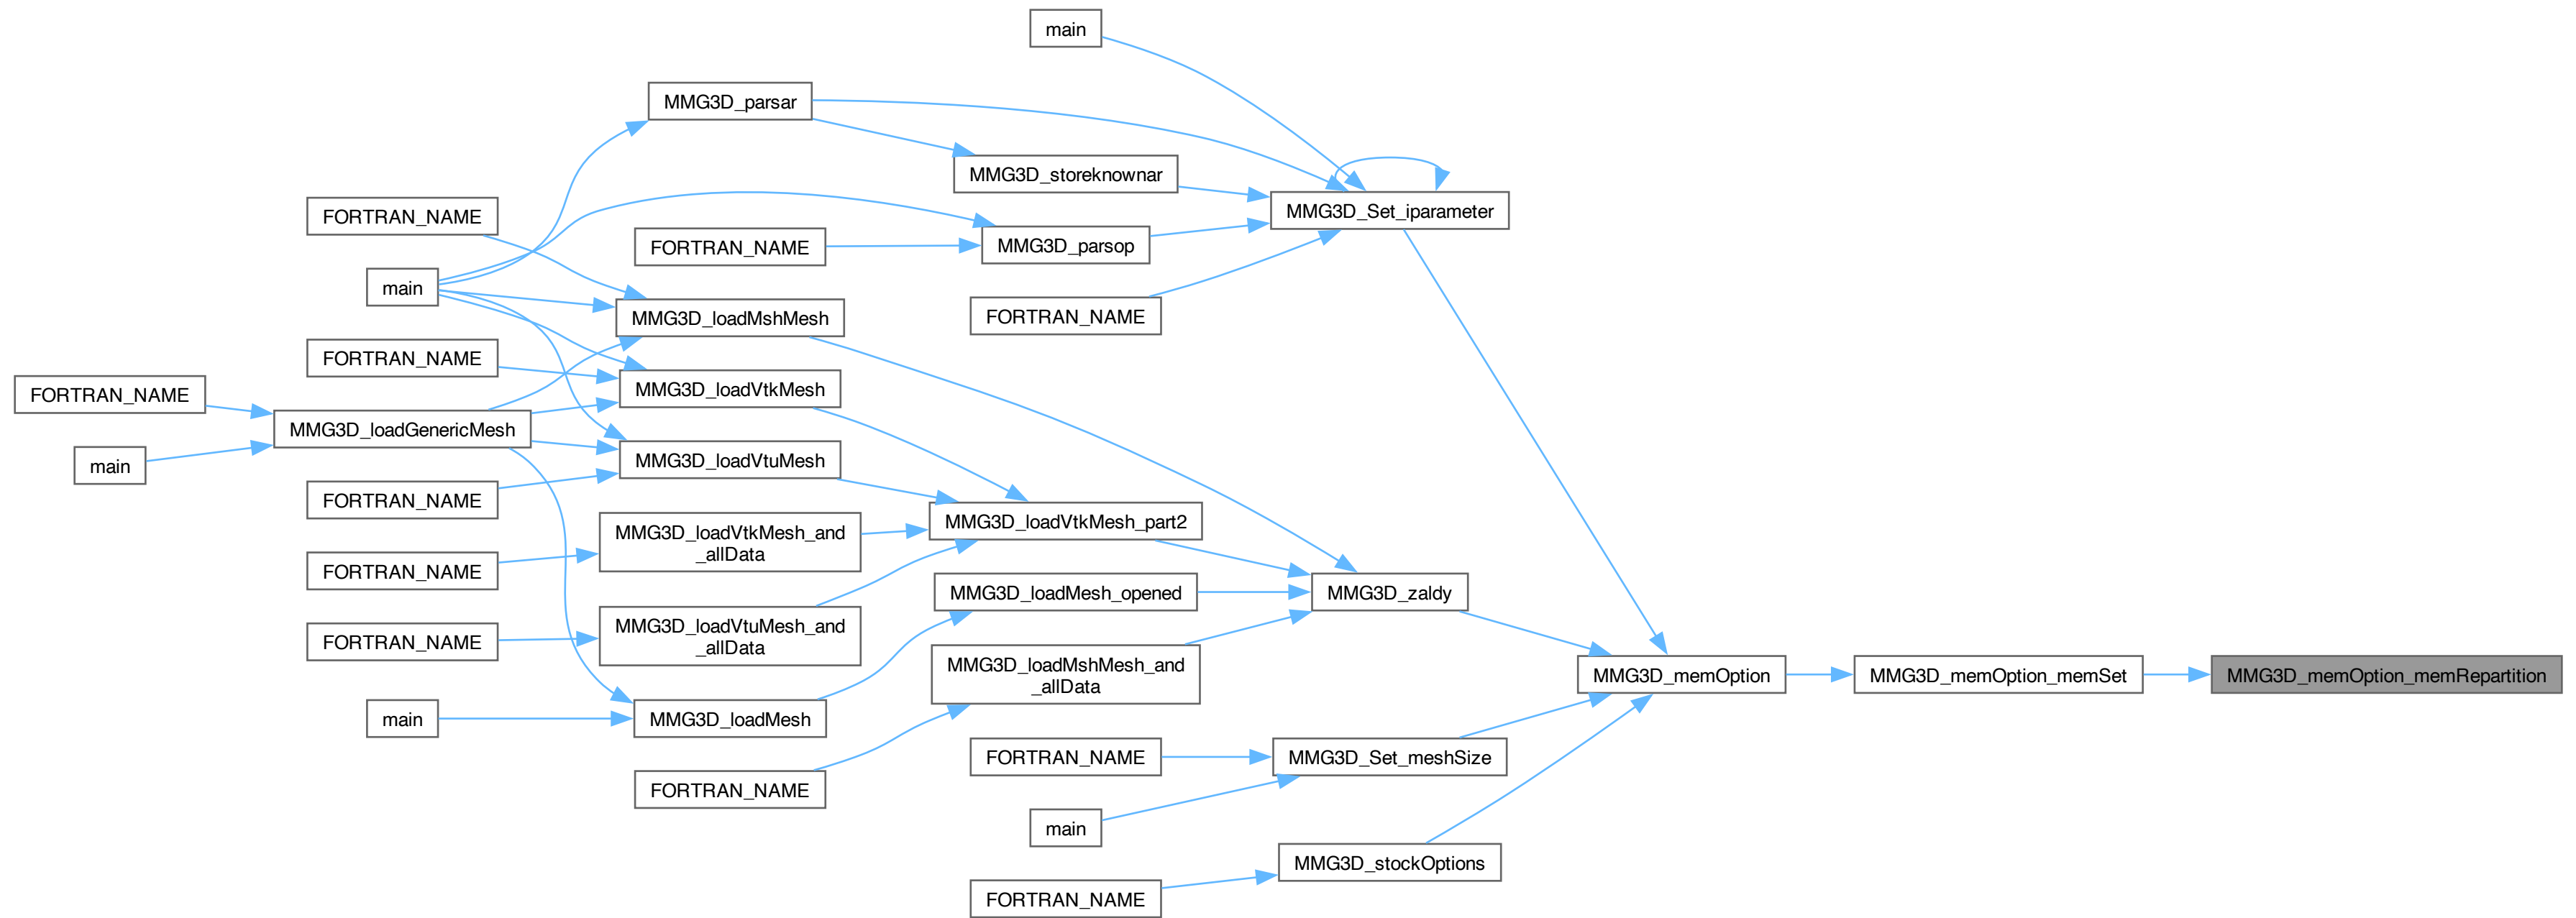 main
MMG3D_parsar
MMG3D_storeknownar
FORTRAN_NAME
MMG3D_Set_iparameter
FORTRAN_NAME
MMG3D_parsop
main
FORTRAN_NAME
MMG3D_loadMshMesh
FORTRAN_NAME
MMG3D_loadVtkMesh
FORTRAN_NAME
MMG3D_loadGenericMesh
main
MMG3D_loadVtuMesh
FORTRAN_NAME
MMG3D_loadVtkMesh_part2
MMG3D_loadVtkMesh_and
_allData
FORTRAN_NAME
MMG3D_loadMesh_opened
MMG3D_zaldy
FORTRAN_NAME
MMG3D_loadVtuMesh_and
_allData
MMG3D_loadMshMesh_and
_allData
MMG3D_memOption
MMG3D_memOption_memSet
MMG3D_memOption_memRepartition
main
MMG3D_loadMesh
FORTRAN_NAME
MMG3D_Set_meshSize
FORTRAN_NAME
main
MMG3D_stockOptions
FORTRAN_NAME